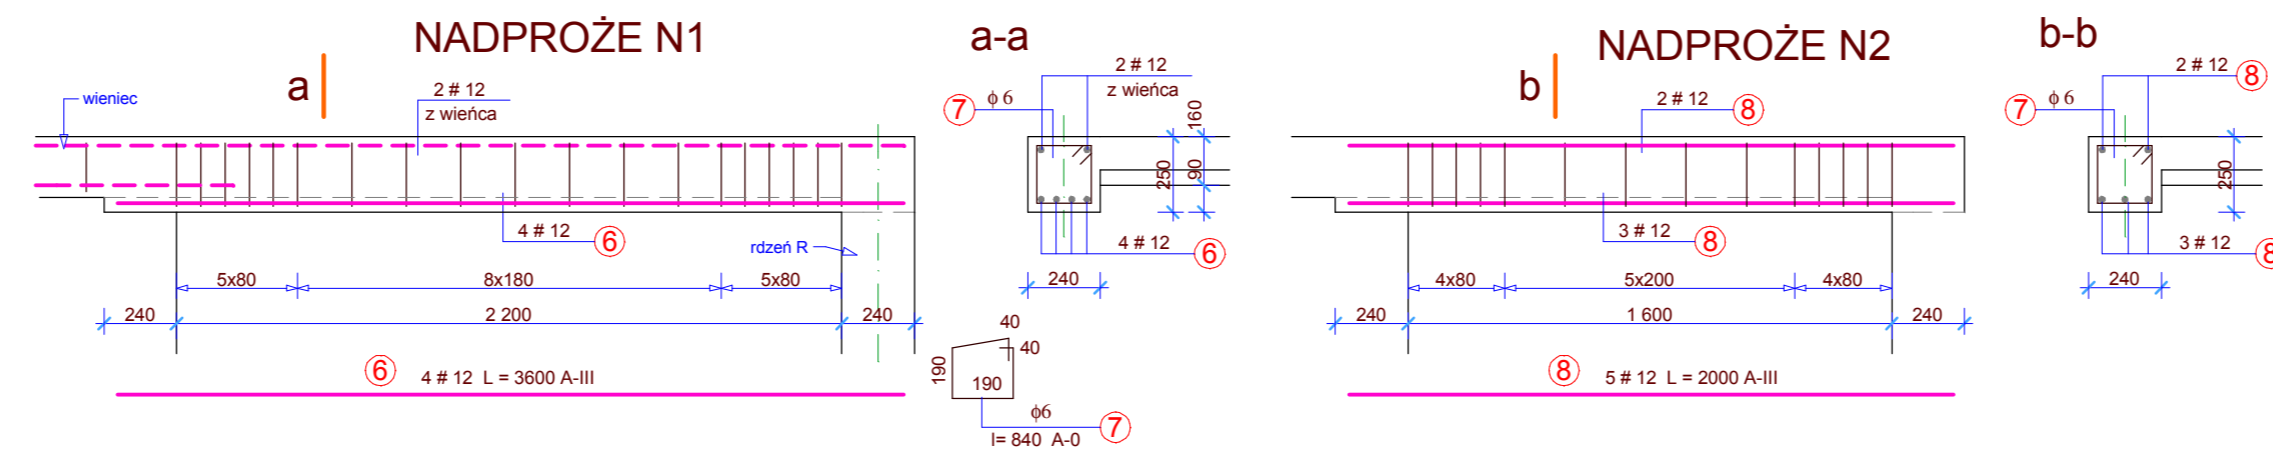 NADPROŻE N1
a
wieniec
2 # 12
z wieńca
4 # 12
6
rdzeń R
5x80
8x180
5x80
240
2 200
240
6
4 # 12 L = 3600 A-III
a-a
2 # 12
z wieńca
7
ϕ 6
160
250
90
4 # 12
6
240
40
40
190
190
ϕ6
7
l= 840 A-0
NADPROŻE N2
b
2 # 12
8
3 # 12
8
4x80
5x200
4x80
240
1 600
240
8
5 # 12 L = 2000 A-III
b-b
2 # 12
8
7
ϕ 6
250
3 # 12
8
240